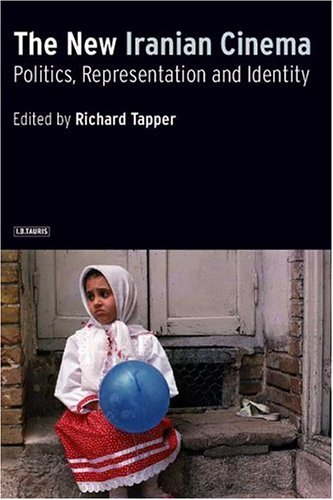 The New Iranian Cinema
Politics, Representation and Identity
Edited by Richard Tapper
I.B.TAURIS